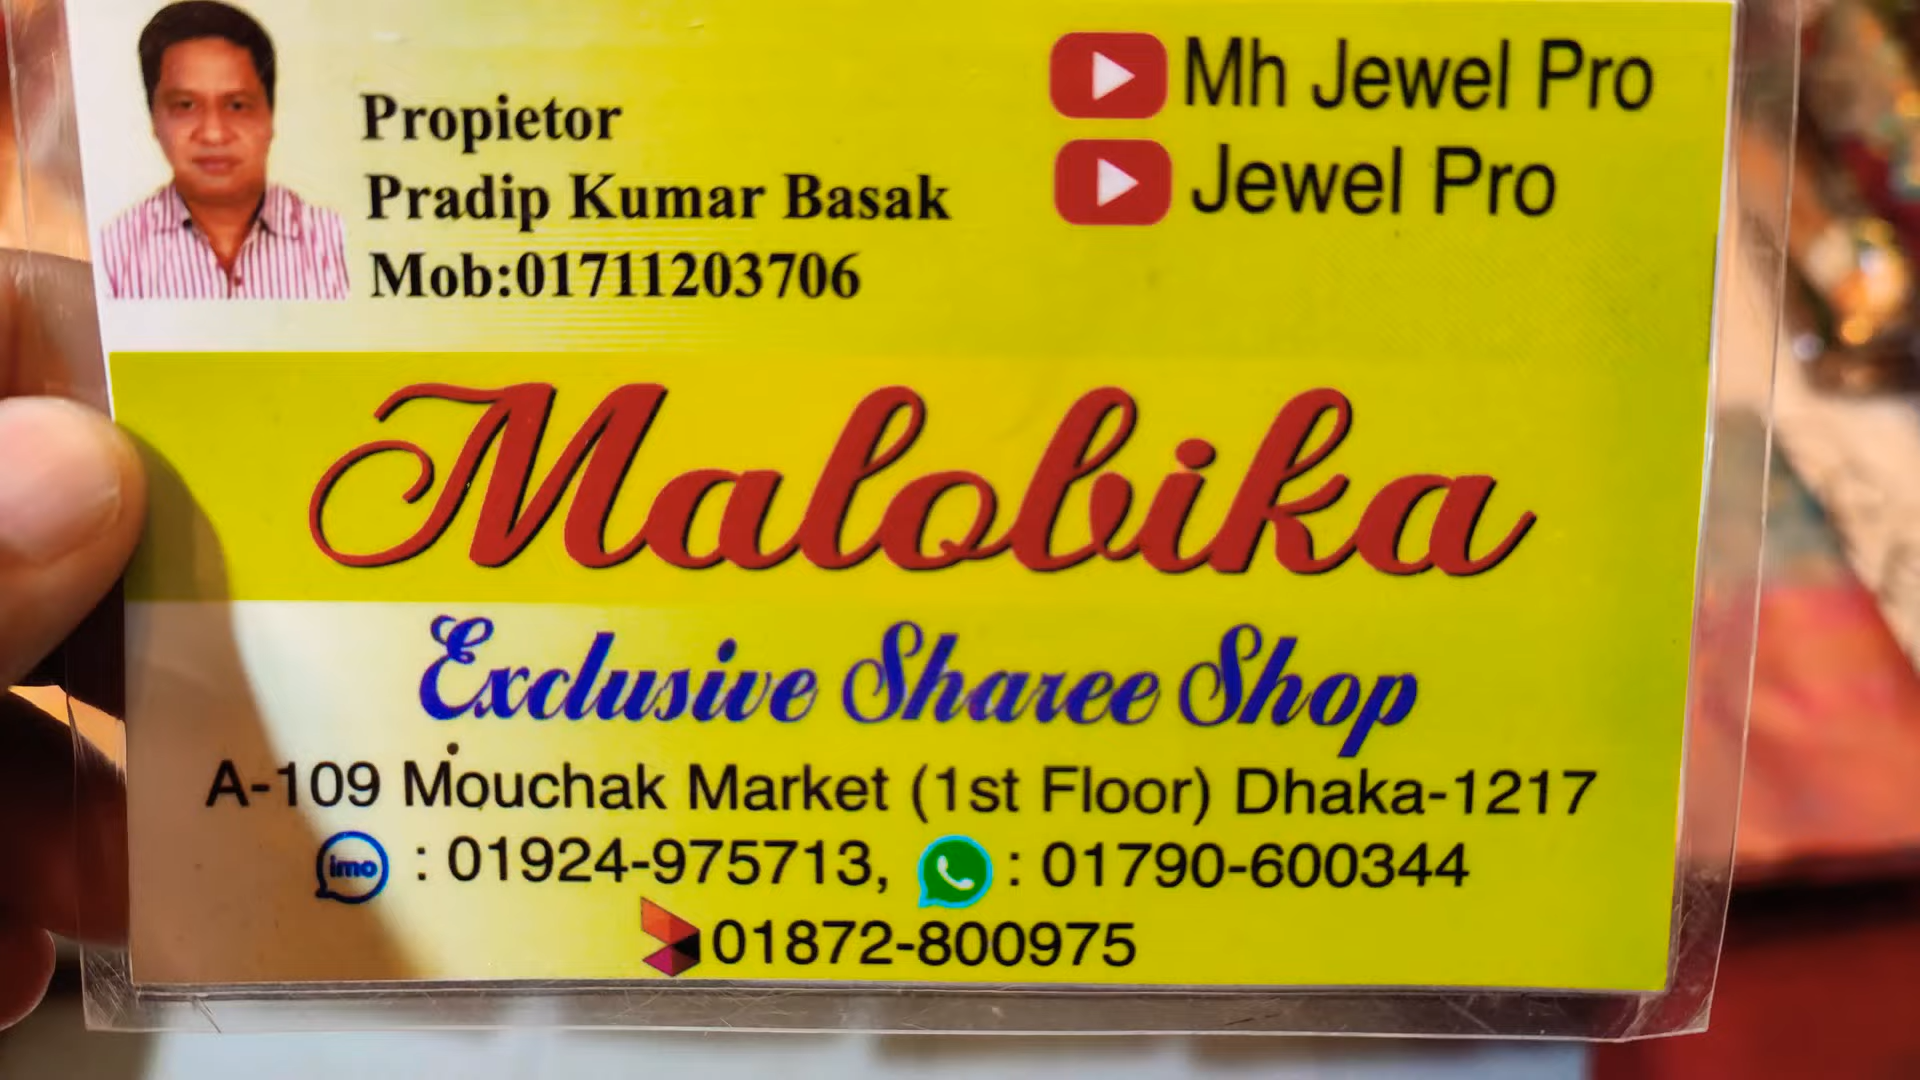 Propietor
Pradip Kumar Basak
Mob:01711203706
Mh Jewel Pro
Jewel Pro
Malobika
Exclusive Sharee Shop
A-109 Mouchak Market (1st Floor) Dhaka-1217
imo : 01924-975713, : 01790-600344
01872-800975